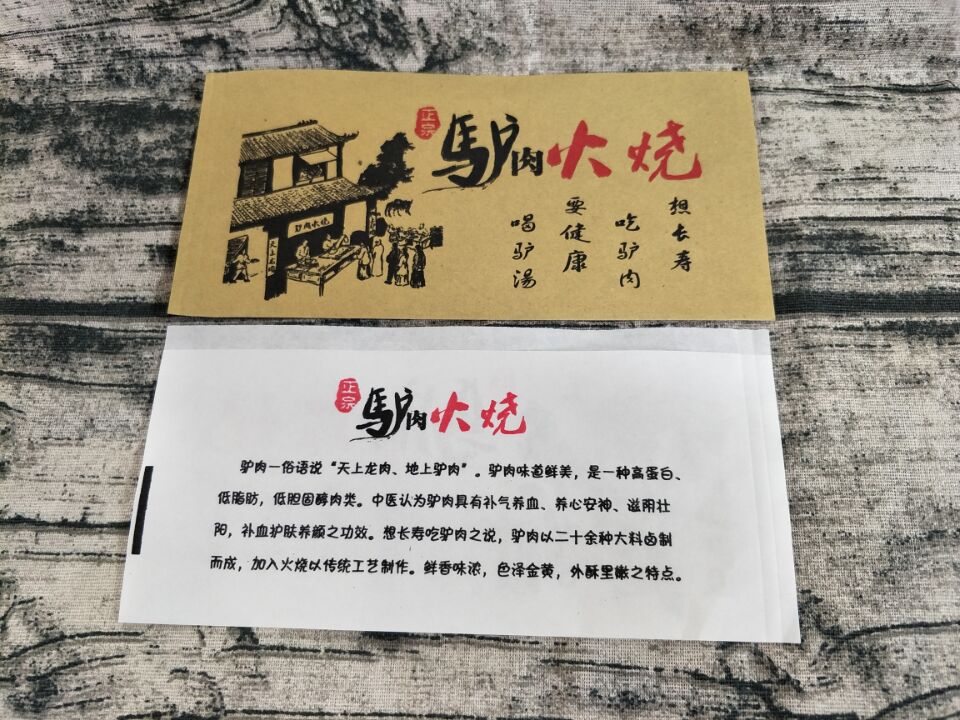 正宗
馿肉火烧
想长寿
吃驴肉
要健康
喝驴湯
驴肉火烧
正宗
馿肉火烧
驴肉一俗语说“天上龙肉、地上驴肉”。驴肉味道鲜美，是一种高蛋白、
低脂肪，低胆固醇肉类。中医认为驴肉具有补气养血、养心安神、滋阴壮
阳，补血护肤养颜之功效。想长寿吃驴肉之说，驴肉以二十余种大料卤制
而成，加入火烧以传统工艺制作。鲜香味浓，色泽金黄，外酥里嫩之特点。